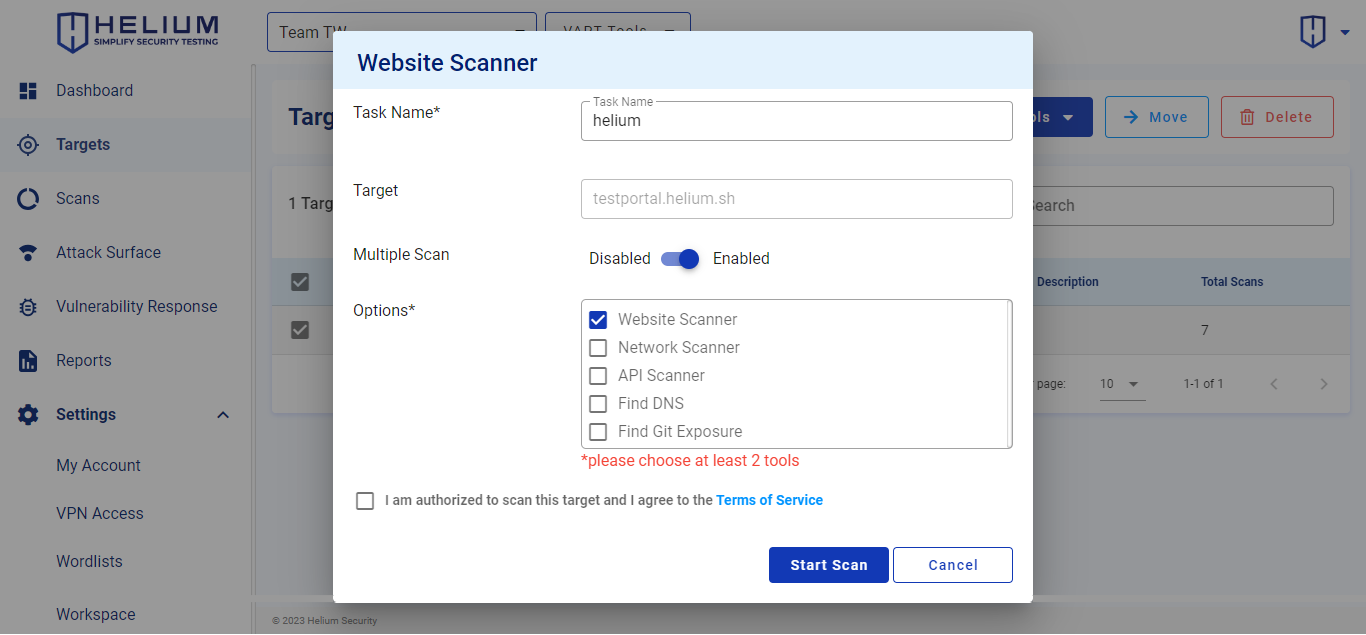 HELIUM
SIMPLIFY SECURITY TESTING
Team TW
VAPT Tools
Dashboard
Targets
Scans
Attack Surface
Vulnerability Response
Reports
Settings
My Account
VPN Access
Wordlists
Workspace
Move
Delete
1
Search
Description
Total Scans
7
page:
10
1-1 of 1
Website Scanner
Task Name*
Task Name
helium
Target
testportal.helium.sh
Multiple Scan
Disabled
Enabled
Options*
Website Scanner
Network Scanner
API Scanner
Find DNS
Find Git Exposure
*please choose at least 2 tools
I am authorized to scan this target and I agree to the Terms of Service
Start Scan
Cancel
© 2023 Helium Security